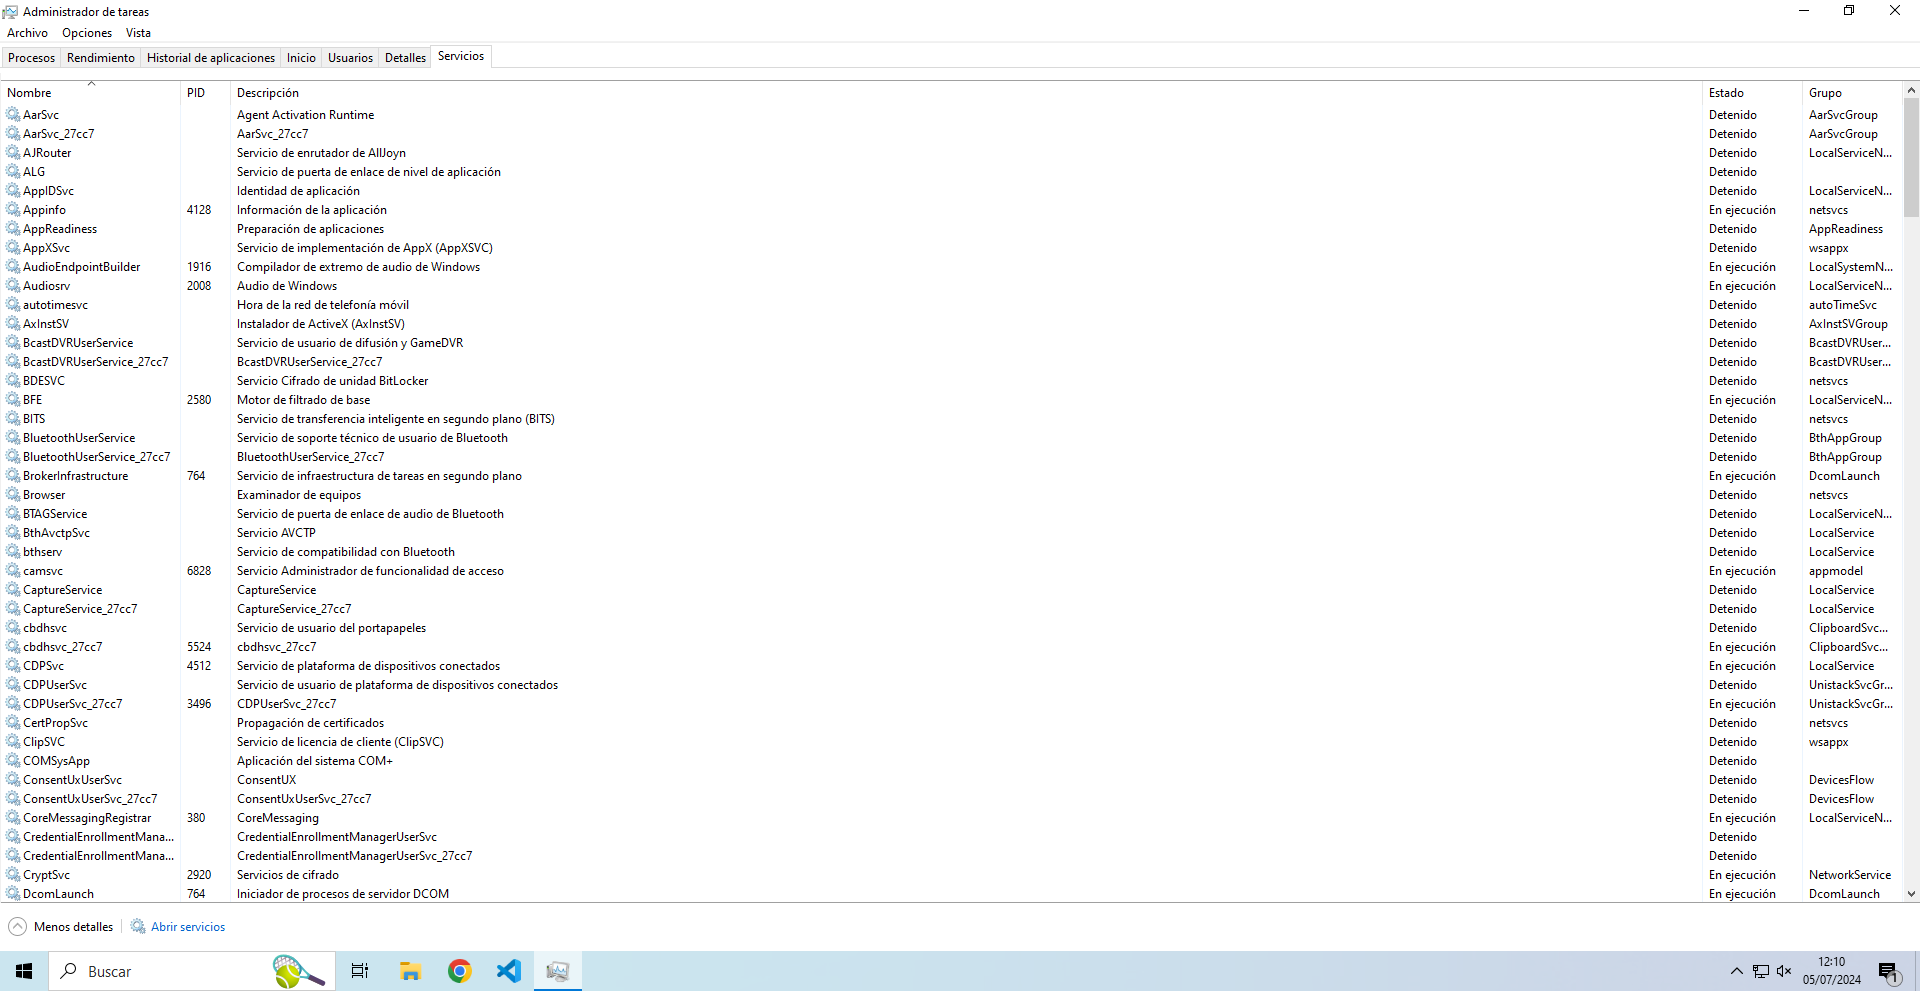 Administrador de tareas
Archivo Opciones Vista
Procesos Rendimiento Historial de aplicaciones Inicio Usuarios Detalles Servicios
Nombre PID Descripción Estado Grupo
AarSvc Agent Activation Runtime Detenido AarSvcGroup
AarSvc_27cc7 AarSvc_27cc7 Detenido AarSvcGroup
AJRouter Servicio de enrutador de AllJoyn Detenido LocalServiceN...
ALG Servicio de puerta de enlace de nivel de aplicación Detenido
AppIDSvc Identidad de aplicación Detenido LocalServiceN...
Appinfo 4128 Información de la aplicación En ejecución netsvcs
AppReadiness Preparación de aplicaciones Detenido AppReadiness
AppXSvc Servicio de implementación de AppX (AppXSVC) Detenido wsappx
AudioEndpointBuilder 1916 Compilador de extremo de audio de Windows En ejecución LocalSystemN...
Audiosrv 2008 Audio de Windows En ejecución LocalServiceN...
autotimesvc Hora de la red de telefonía móvil Detenido autoTimeSvc
AxInstSV Instalador de ActiveX (AxInstSV) Detenido AxInstSVGroup
BcastDVRUserService Servicio de usuario de difusión y GameDVR Detenido BcastDVRUser...
BcastDVRUserService_27cc7 BcastDVRUserService_27cc7 Detenido BcastDVRUser...
BDESVC Servicio Cifrado de unidad BitLocker Detenido netsvcs
BFE 2580 Motor de filtrado de base En ejecución LocalServiceN...
BITS Servicio de transferencia inteligente en segundo plano (BITS) Detenido netsvcs
BluetoothUserService Servicio de soporte técnico de usuario de Bluetooth Detenido BthAppGroup
BluetoothUserService_27cc7 BluetoothUserService_27cc7 Detenido BthAppGroup
BrokerInfrastructure 764 Servicio de infraestructura de tareas en segundo plano En ejecución DcomLaunch
Browser Examinador de equipos Detenido netsvcs
BTAGService Servicio de puerta de enlace de audio de Bluetooth Detenido LocalServiceN...
BthAvctpSvc Servicio AVCTP Detenido LocalService
bthserv Servicio de compatibilidad con Bluetooth Detenido LocalService
camsvc 6828 Servicio Administrador de funcionalidad de acceso En ejecución appmodel
CaptureService CaptureService Detenido LocalService
CaptureService_27cc7 CaptureService_27cc7 Detenido LocalService
cbdhsvc Servicio de usuario del portapapeles Detenido ClipboardSvc...
cbdhsvc_27cc7 5524 cbdhsvc_27cc7 En ejecución ClipboardSvc...
CDPSvc 4512 Servicio de plataforma de dispositivos conectados En ejecución LocalService
CDPUserSvc Servicio de usuario de plataforma de dispositivos conectados Detenido UnistackSvcGr...
CDPUserSvc_27cc7 3496 CDPUserSvc_27cc7 En ejecución UnistackSvcGr...
CertPropSvc Propagación de certificados Detenido netsvcs
ClipSVC Servicio de licencia de cliente (ClipSVC) Detenido wsappx
COMSysApp Aplicación del sistema COM+ Detenido
ConsentUxUserSvc ConsentUX Detenido DevicesFlow
ConsentUxUserSvc_27cc7 ConsentUxUserSvc_27cc7 Detenido DevicesFlow
CoreMessagingRegistrar 380 CoreMessaging En ejecución LocalServiceN...
CredentialEnrollmentMana... CredentialEnrollmentManagerUserSvc Detenido
CredentialEnrollmentMana... CredentialEnrollmentManagerUserSvc_27cc7 Detenido
CryptSvc 2920 Servicios de cifrado En ejecución NetworkService
DcomLaunch 764 Iniciador de procesos de servidor DCOM En ejecución DcomLaunch
Menos detalles Abrir servicios
Buscar
12:10
05/07/2024
1